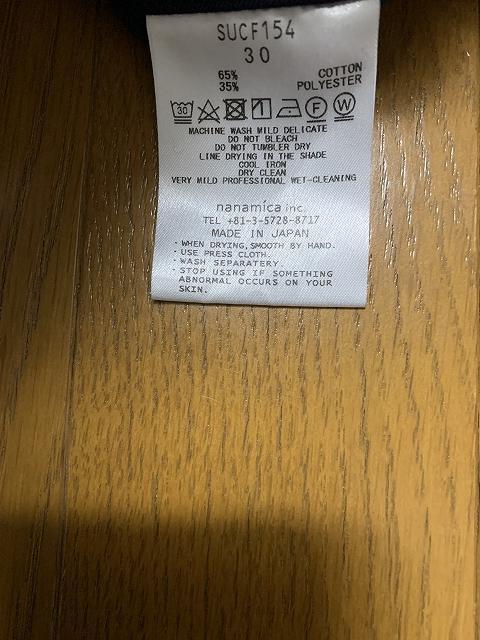 SUCF154
30
65% COTTON
35% POLYESTER
30
MACHINE WASH MILD DELICATE
DO NOT BLEACH
DO NOT TUMBLER DRY
LINE DRYING IN THE SHADE
COOL IRON
DRY CLEAN
VERY MILD PROFESSIONAL WET-CLEANING
nanamica inc.
TEL +81-3-5728-8717
MADE IN JAPAN
・WHEN DRYING,SMOOTH BY HAND.
・USE PRESS CLOTH.
・WASH SEPARATERY.
・STOP USING IF SOMETHING
ABNORMAL OCCURS ON YOUR
SKIN.